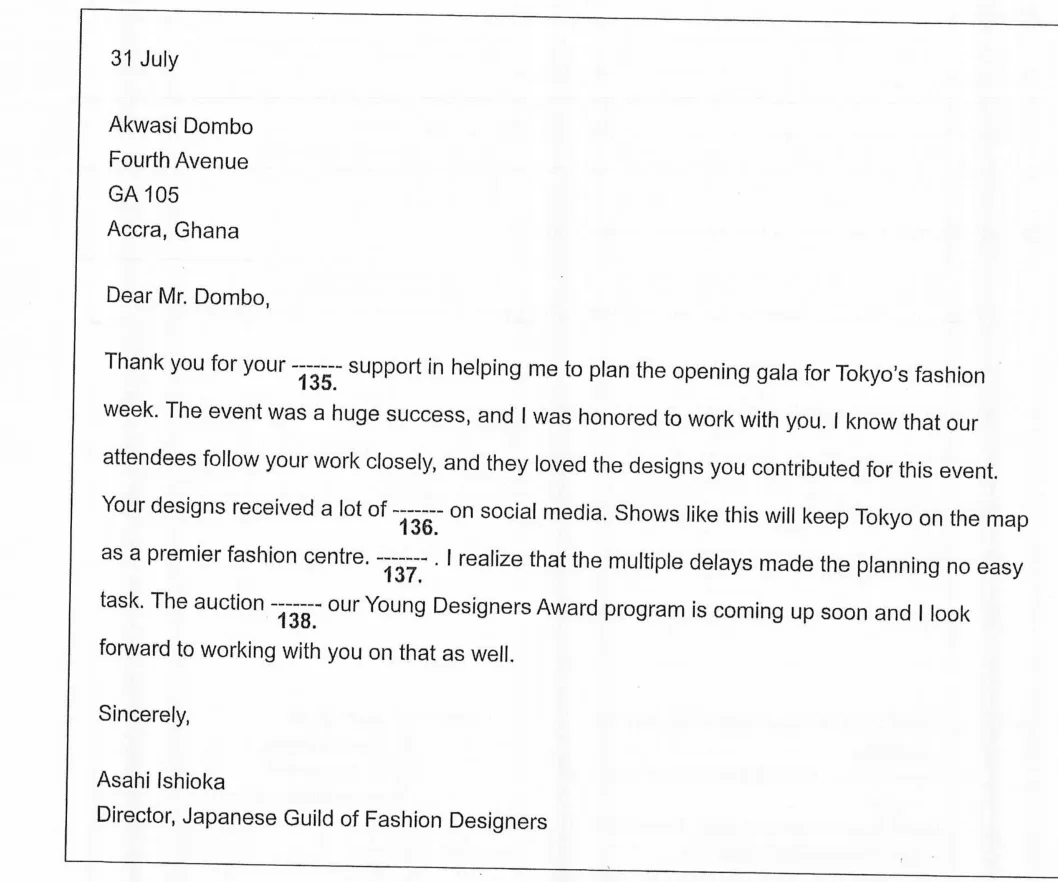 31 July
Akwasi Dombo
Fourth Avenue
GA 105
Accra, Ghana
Dear Mr. Dombo,
Thank you for your ------- support in helping me to plan the opening gala for Tokyo's fashion
135.
week. The event was a huge success, and I was honored to work with you. I know that our
attendees follow your work closely, and they loved the designs you contributed for this event.
Your designs received a lot of ------- on social media. Shows like this will keep Tokyo on the map
136.
as a premier fashion centre. ------- . I realize that the multiple delays made the planning no easy
137.
task. The auction ------- our Young Designers Award program is coming up soon and I look
138.
forward to working with you on that as well.
Sincerely,
Asahi Ishioka
Director, Japanese Guild of Fashion Designers